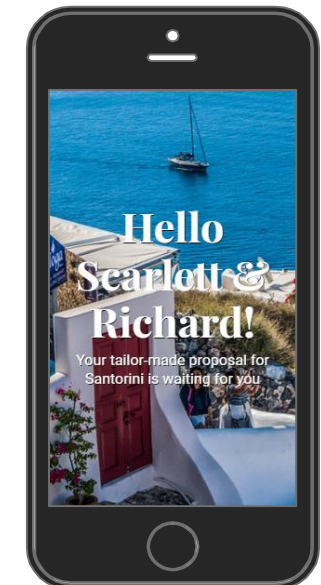 Hello
Scarlett &
Richard!
Your tailor-made proposal for
Santorini is waiting for you